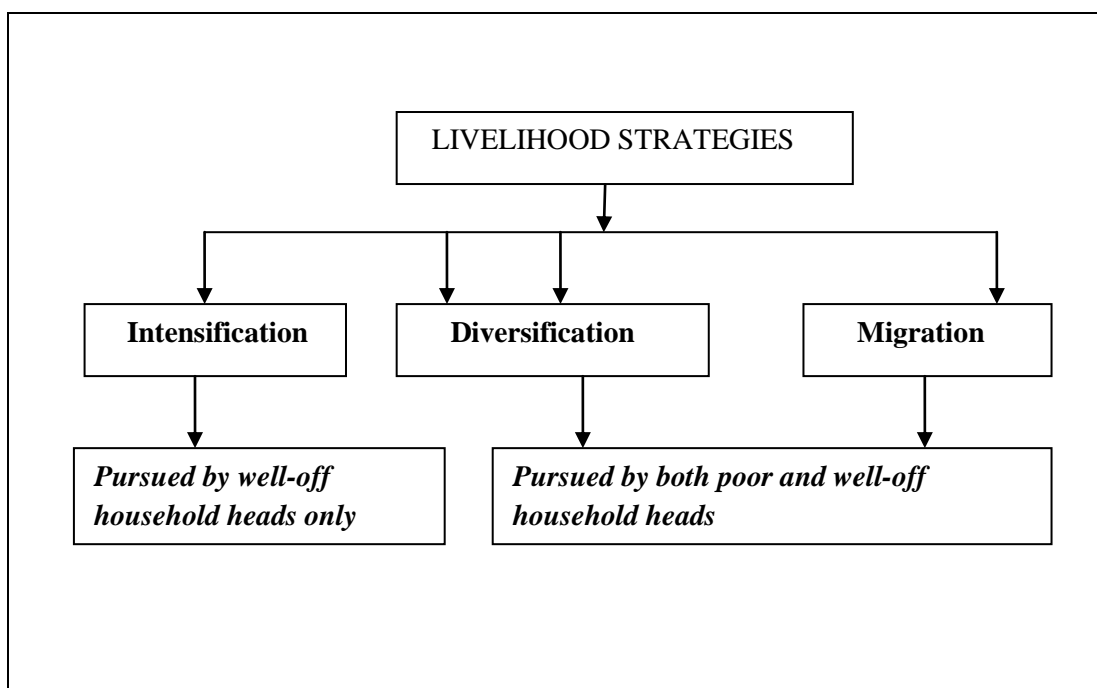 LIVELIHOOD STRATEGIES
Intensification
Diversification
Migration
Pursued by well-off
household heads only
Pursued by both poor and well-off
household heads